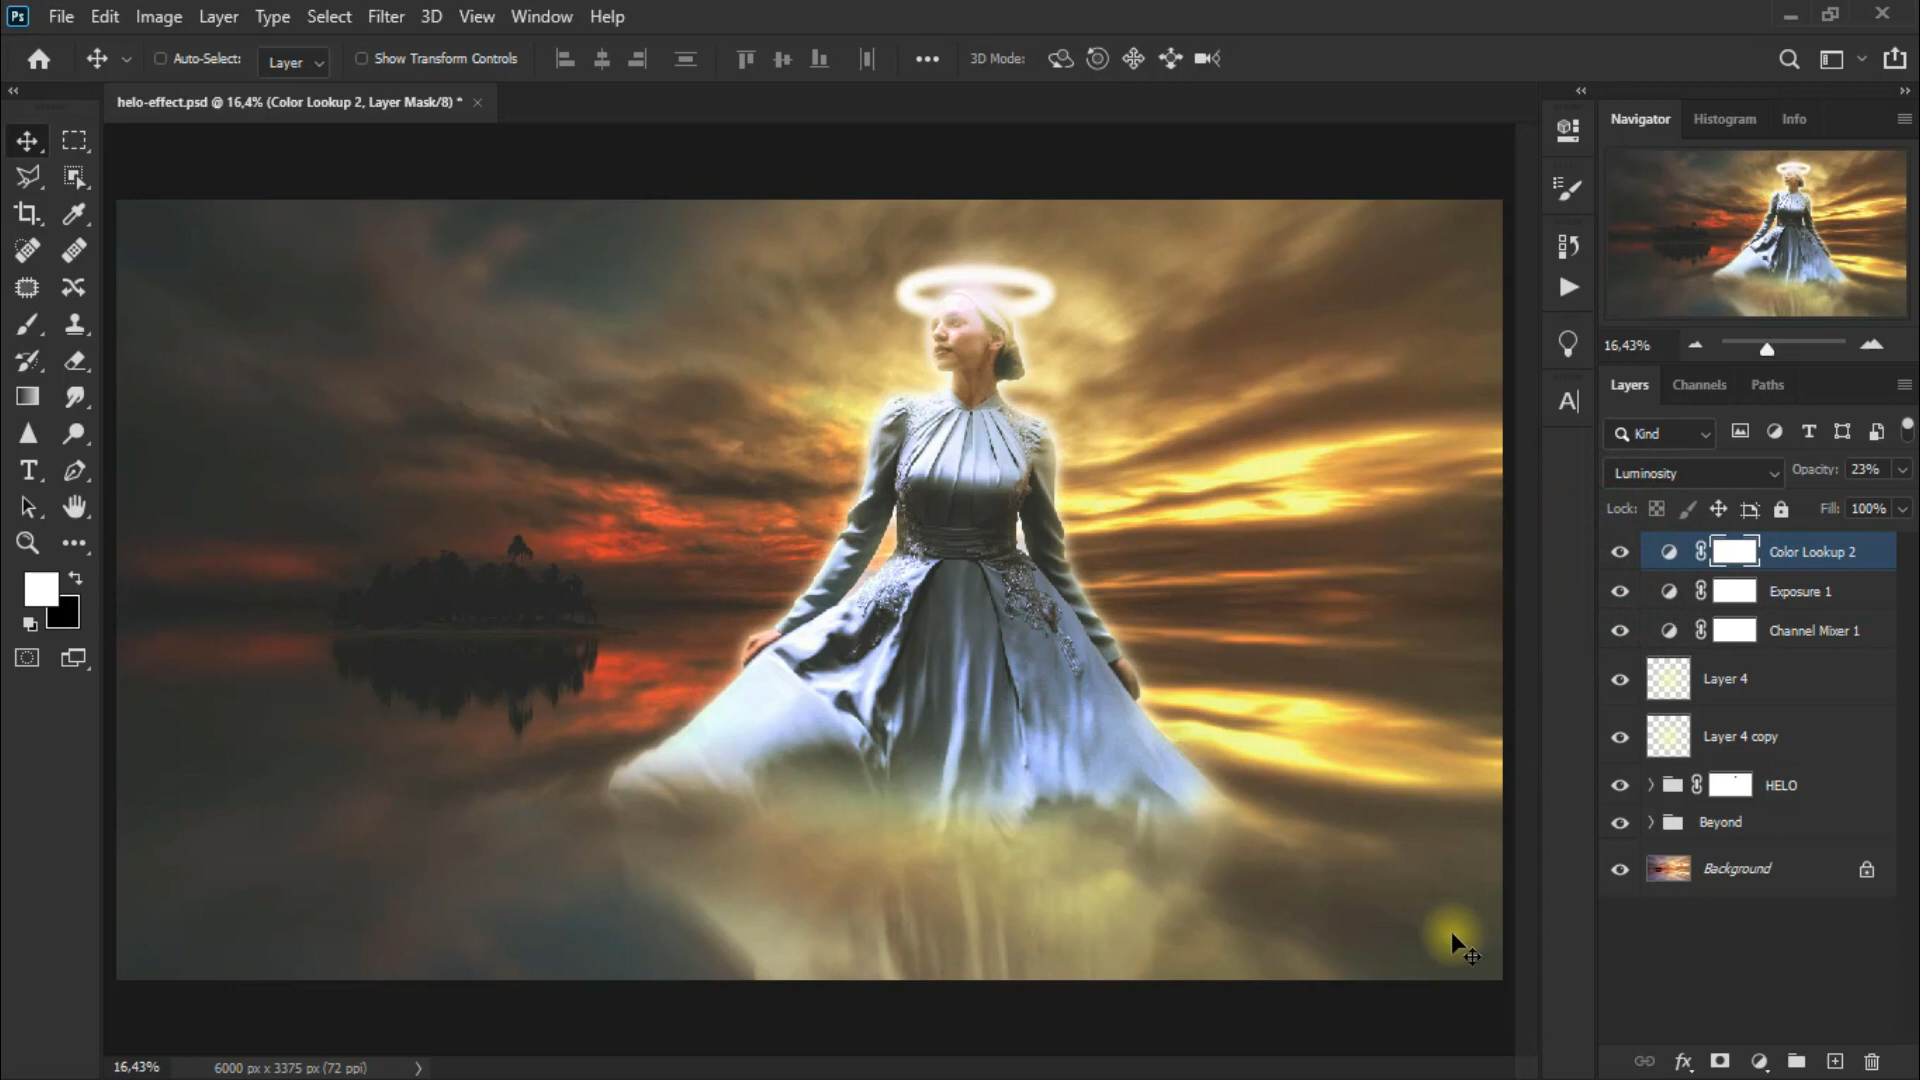 Ps File Edit Image Layer Type Select Filter 3D View Window Help
Auto-Select: Layer Show Transform Controls 3D Mode:
helo-effect.psd @ 16,4% (Color Lookup 2, Layer Mask/8) *
Navigator Histogram Info
16,43%
Layers Channels Paths
Kind
Luminosity Opacity: 23%
Lock: Fill: 100%
Color Lookup 2
Exposure 1
Channel Mixer 1
Layer 4
Layer 4 copy
HELO
Beyond
Background
16,43% 6000 px x 3375 px (72 ppi)